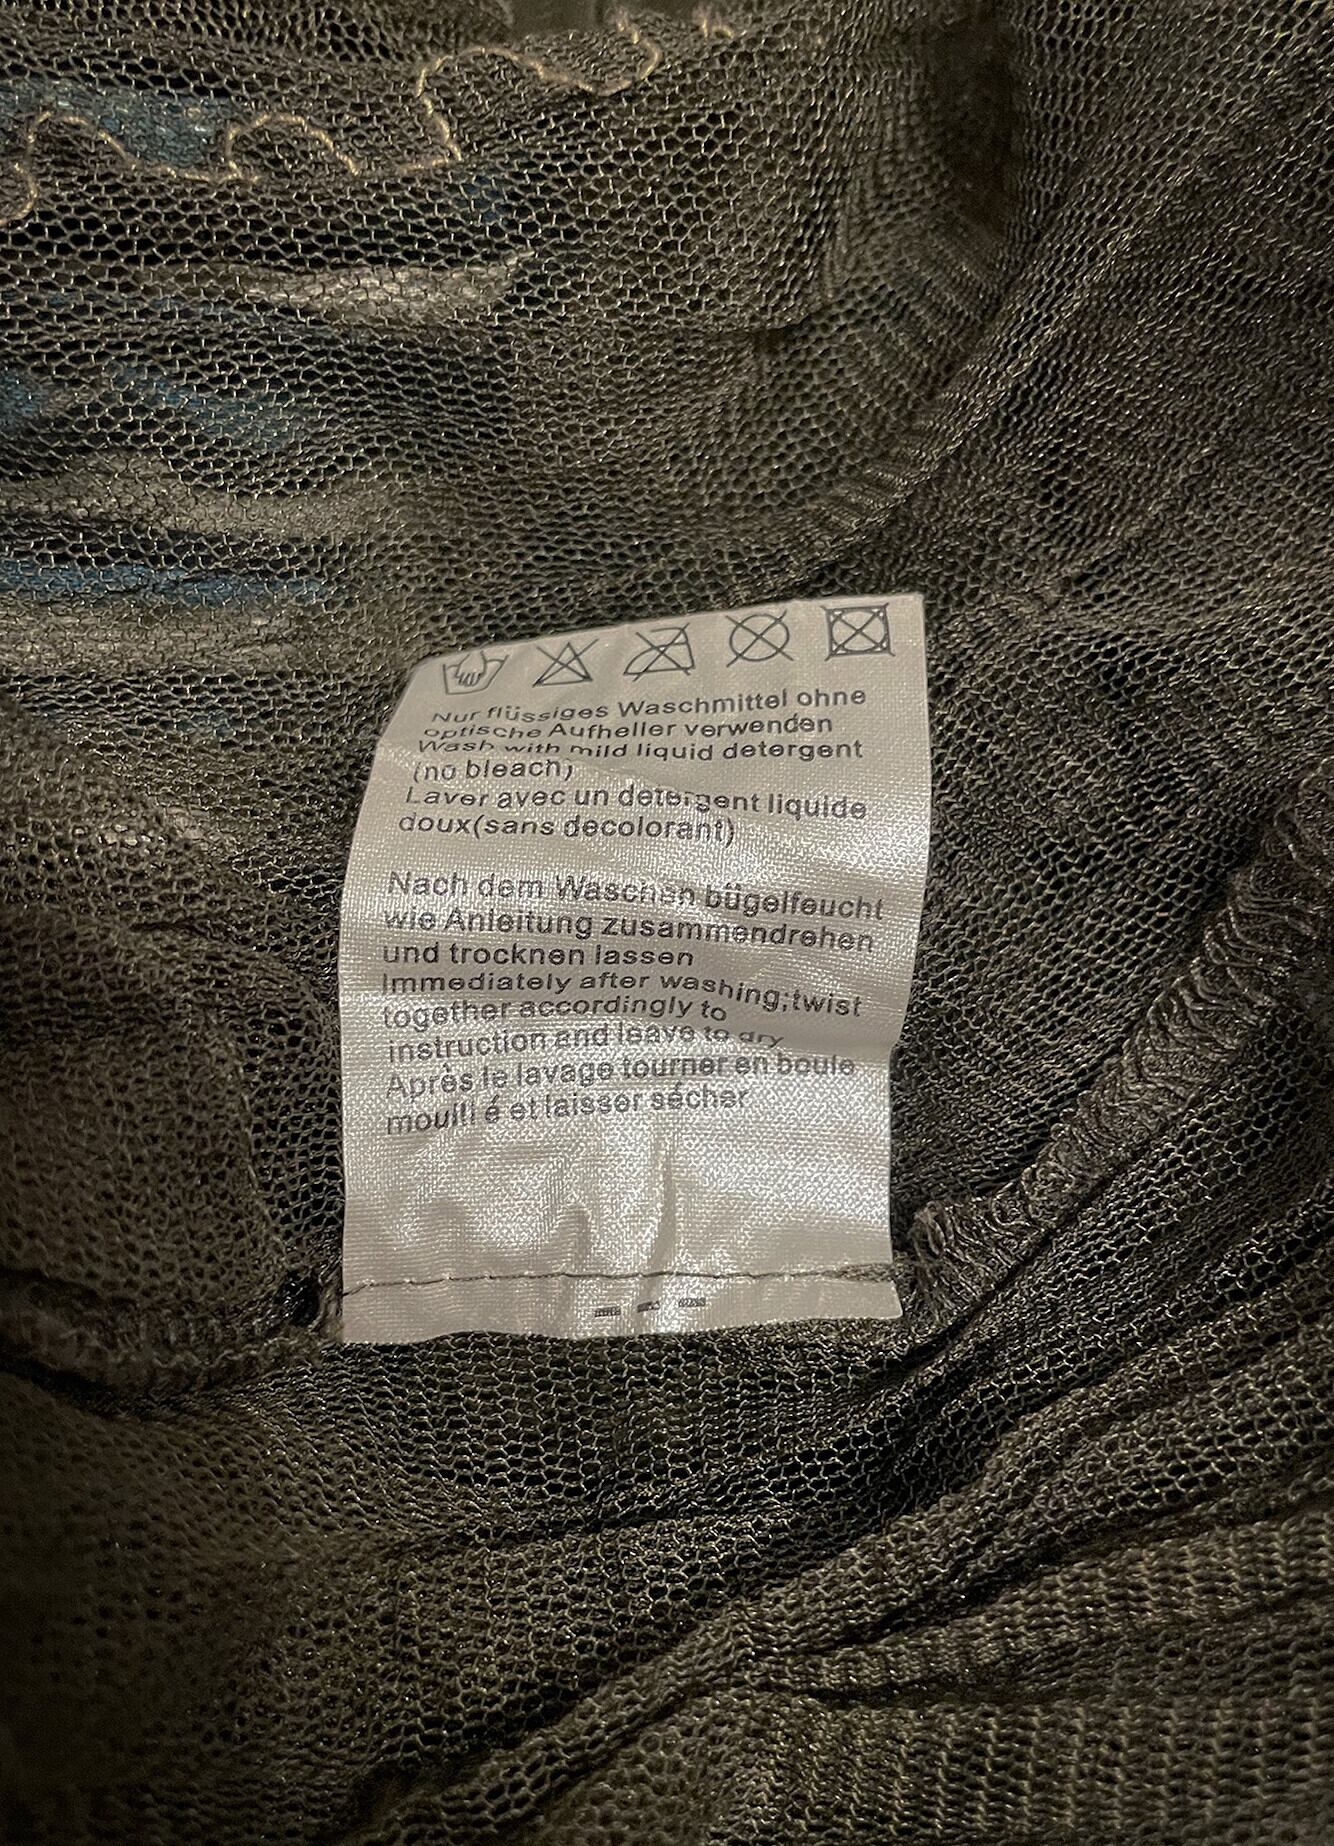 Nur flüssiges Waschmittel ohne
optische Aufheller verwenden
Wash with mild liquid detergent
(no bleach)
Laver avec un detergent liquide
doux(sans decolorant)
Nach dem Waschen bügelfeucht
wie Anleitung zusammendrehen
und trocknen lassen
Immediately after washing;twist
together accordingly to
instruction and leave to dry
Après le lavage tourner en boule
mouill é et laisser sécher